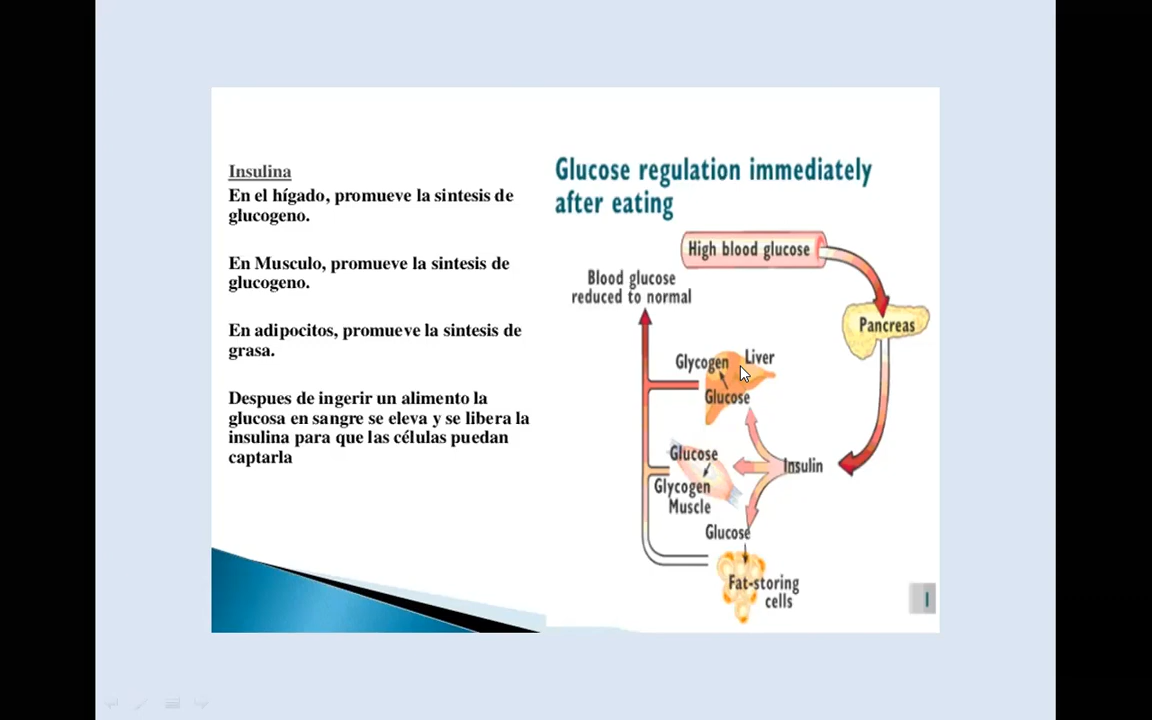 Insulina
En el hígado, promueve la sintesis de
glucogeno.
En Musculo, promueve la sintesis de
glucogeno.
En adipocitos, promueve la sintesis de
grasa.
Despues de ingerir un alimento la
glucosa en sangre se eleva y se libera la
insulina para que las células puedan
captarla
Glucose regulation immediately
after eating
High blood glucose
Blood glucose
reduced to normal
Pancreas
Glycogen
Liver
Glucose
Glucose
Insulin
Glycogen
Muscle
Glucose
Fat-storing
cells